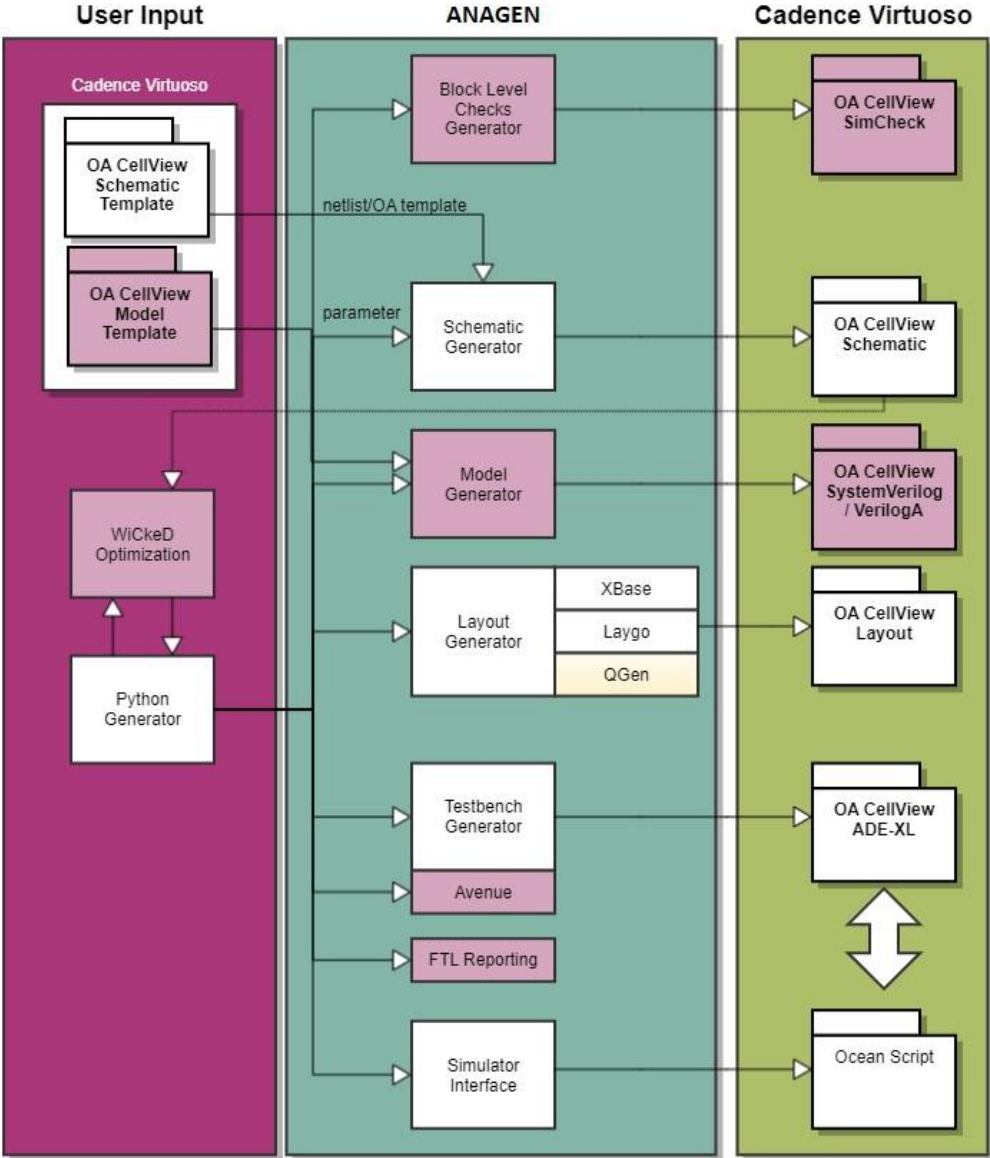 User Input
ANAGEN
Cadence Virtuoso
Cadence Virtuoso
OA CellView
Schematic
Template
OA CellView
Model
Template
WiCkeD
Optimization
Python
Generator
netlist/OA template
parameter
Block Level
Checks
Generator
Schematic
Generator
Model
Generator
Layout
Generator
XBase
Laygo
QGen
Testbench
Generator
Avenue
FTL Reporting
Simulator
Interface
OA CellView
SimCheck
OA CellView
Schematic
OA CellView
SystemVerilog
/ VerilogA
OA CellView
Layout
OA CellView
ADE-XL
Ocean Script